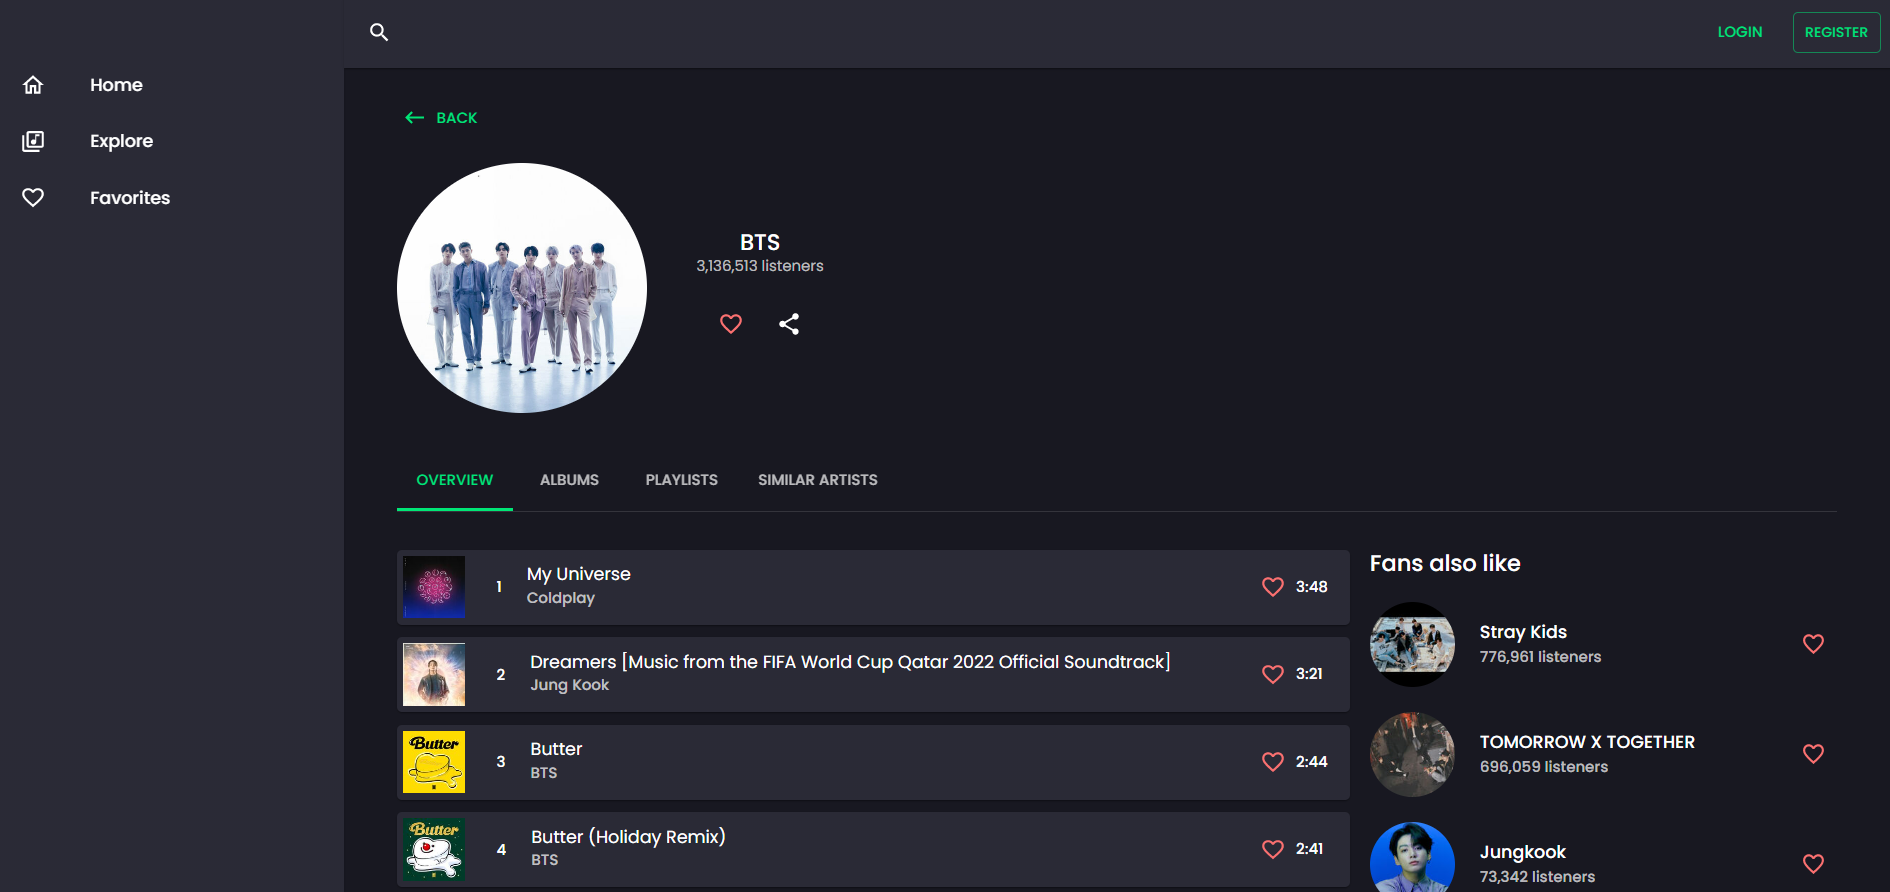 LOGIN
REGISTER
Home
Explore
Favorites
BACK
BTS
3,136,513 listeners
OVERVIEW
ALBUMS
PLAYLISTS
SIMILAR ARTISTS
1
My Universe
Coldplay
3:48
2
Dreamers [Music from the FIFA World Cup Qatar 2022 Official Soundtrack]
Jung Kook
3:21
Butter
3
Butter
BTS
2:44
Butter
4
Butter (Holiday Remix)
BTS
2:41
Fans also like
Stray Kids
776,961 listeners
TOMORROW X TOGETHER
696,059 listeners
Jungkook
73,342 listeners